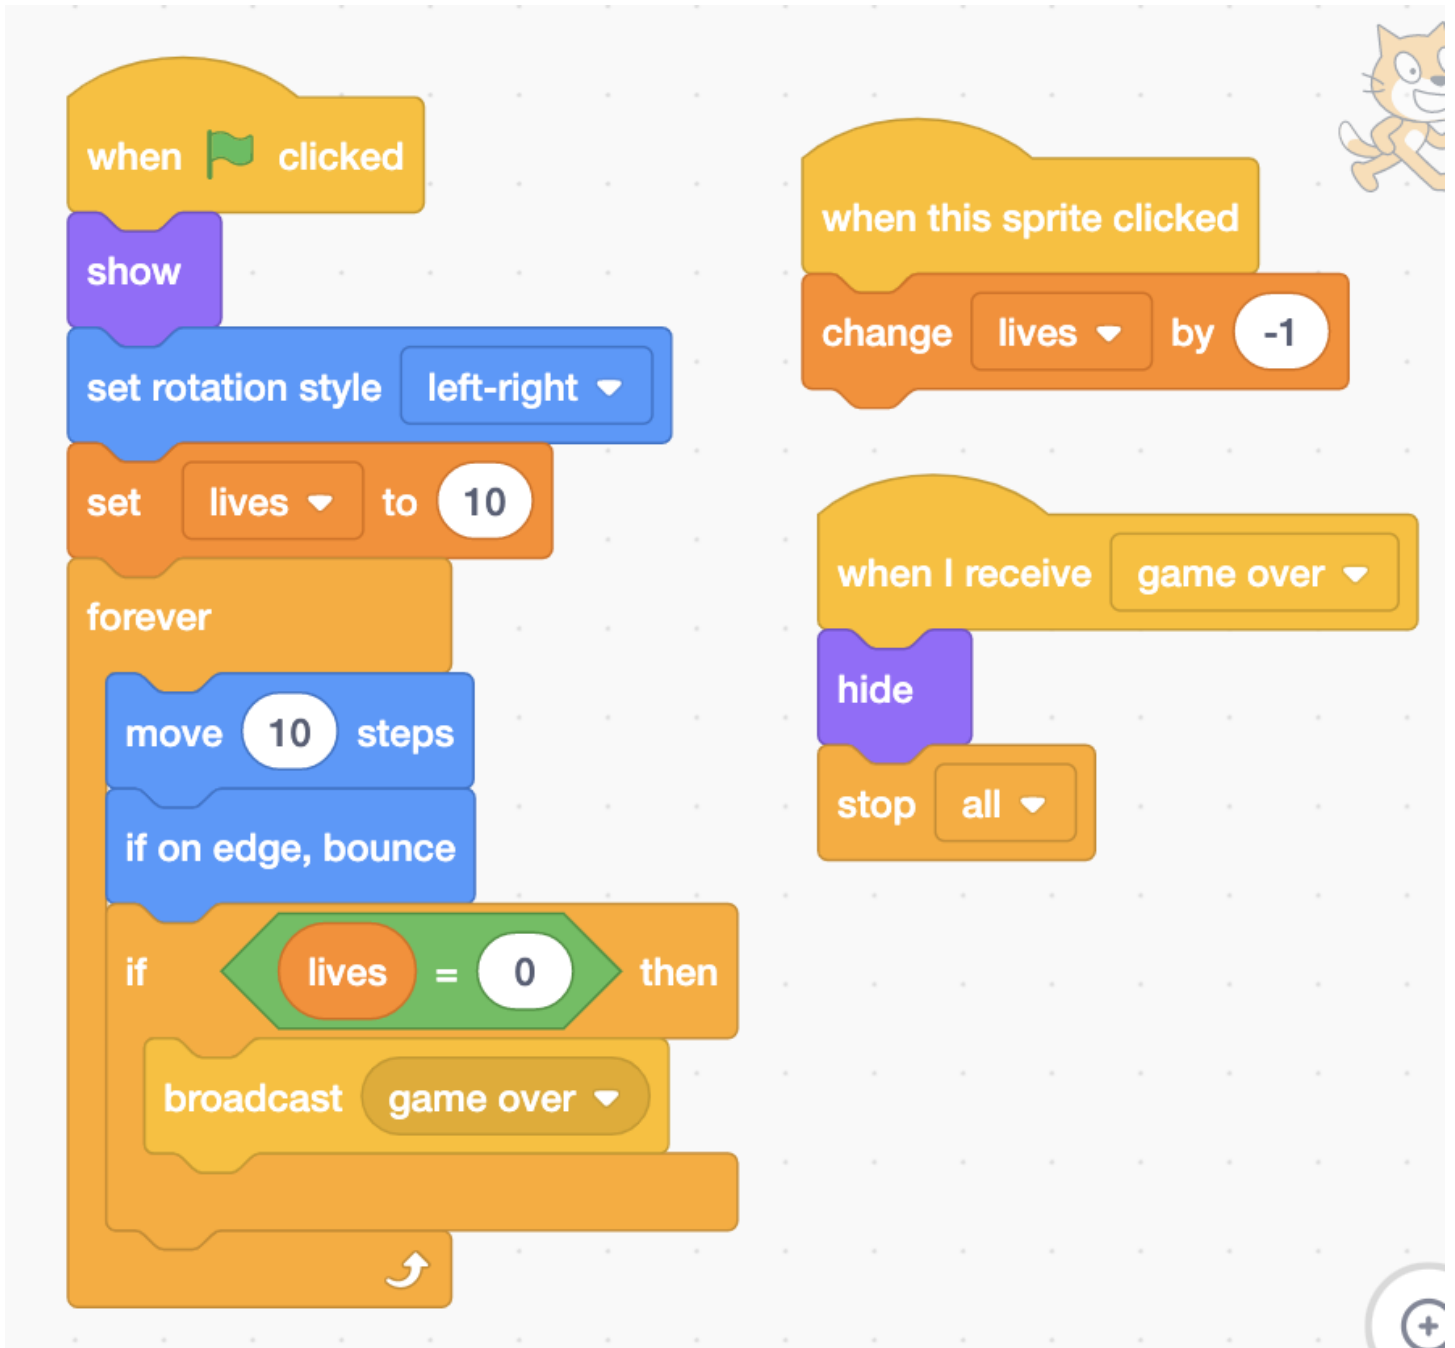 when clicked
show
set rotation style left-right
set lives to 10
forever
move 10 steps
if on edge, bounce
if lives = 0 then
broadcast game over
when this sprite clicked
change lives by -1
when I receive game over
hide
stop all